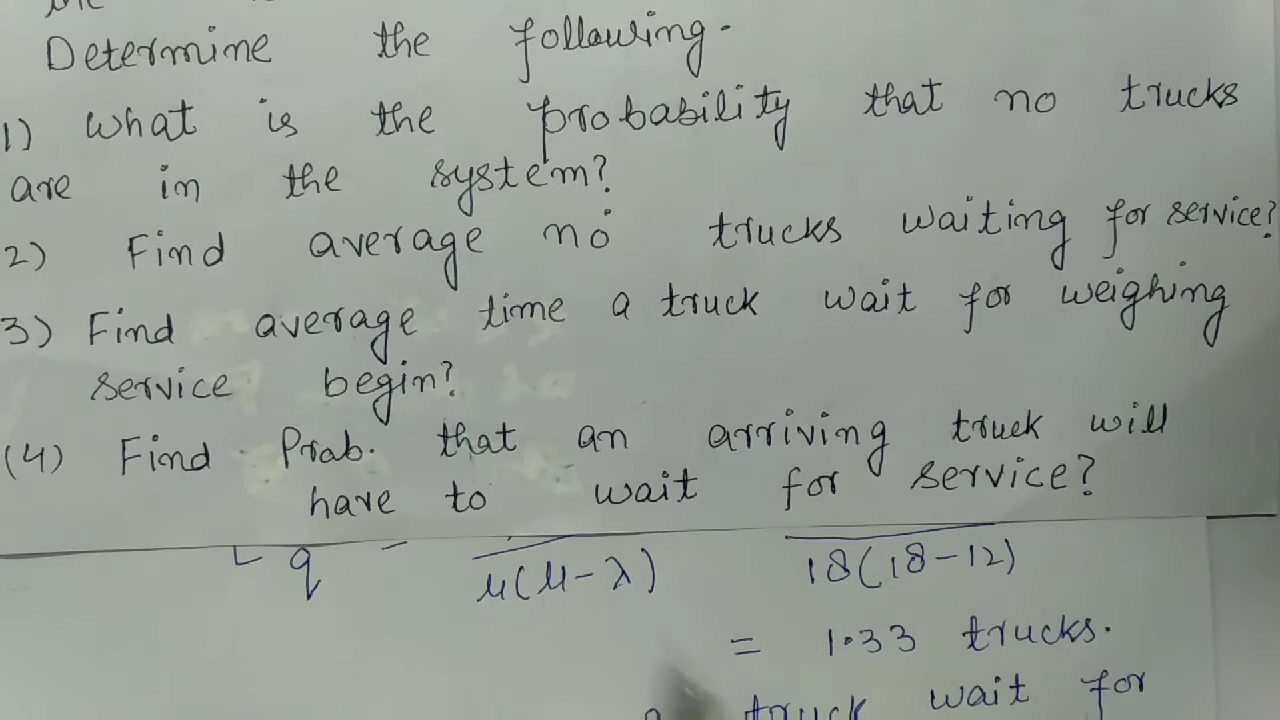 Determine the following.
1) What is the probability that no trucks
are in the system?
2) Find average no trucks waiting for service?
3) Find average time a truck wait for weighing
service begin?
(4) Find Prob. that an arriving truck will
have to wait for service?
μ(μ-λ) 18(18-12)
= 1.33 trucks.
truck wait for